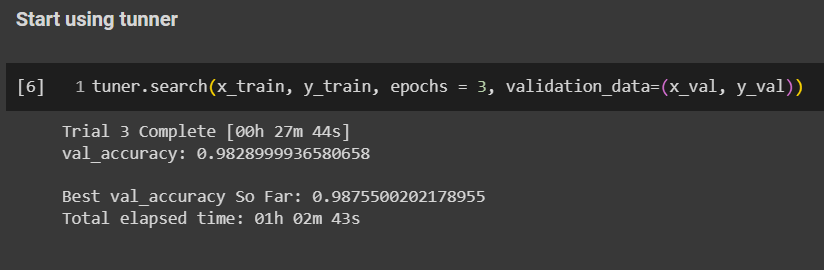 Start using tunner
[6] 1 tuner.search(x_train, y_train, epochs = 3, validation_data=(x_val, y_val))
Trial 3 Complete [00h 27m 44s]
val_accuracy: 0.9828999936580658
Best val_accuracy So Far: 0.9875500202178955
Total elapsed time: 01h 02m 43s